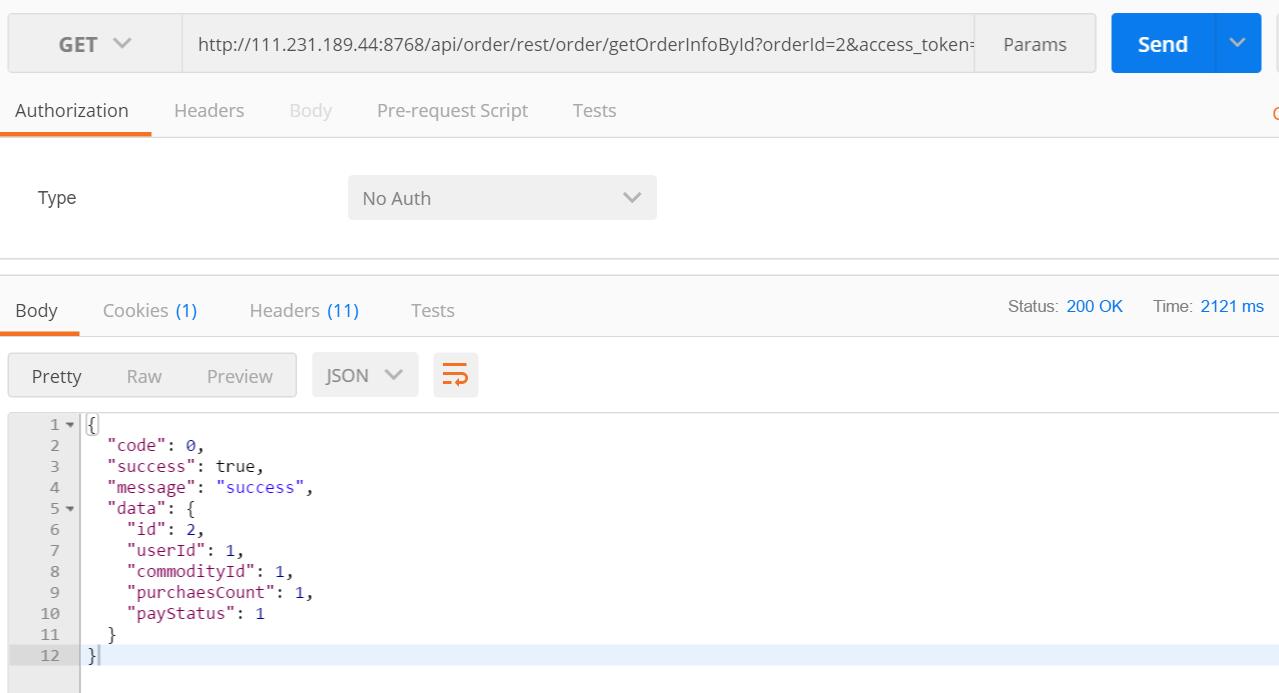 GET http://111.231.189.44:8768/api/order/rest/order/getOrderInfoById?orderId=2&access_token= Params Send
Authorization Headers Body Pre-request Script Tests
Type No Auth
Body Cookies (1) Headers (11) Tests Status: 200 OK Time: 2121 ms
Pretty Raw Preview JSON
1 {
2 "code": 0,
3 "success": true,
4 "message": "success",
5 "data": {
6 "id": 2,
7 "userId": 1,
8 "commodityId": 1,
9 "purchaesCount": 1,
10 "payStatus": 1
11 }
12 }